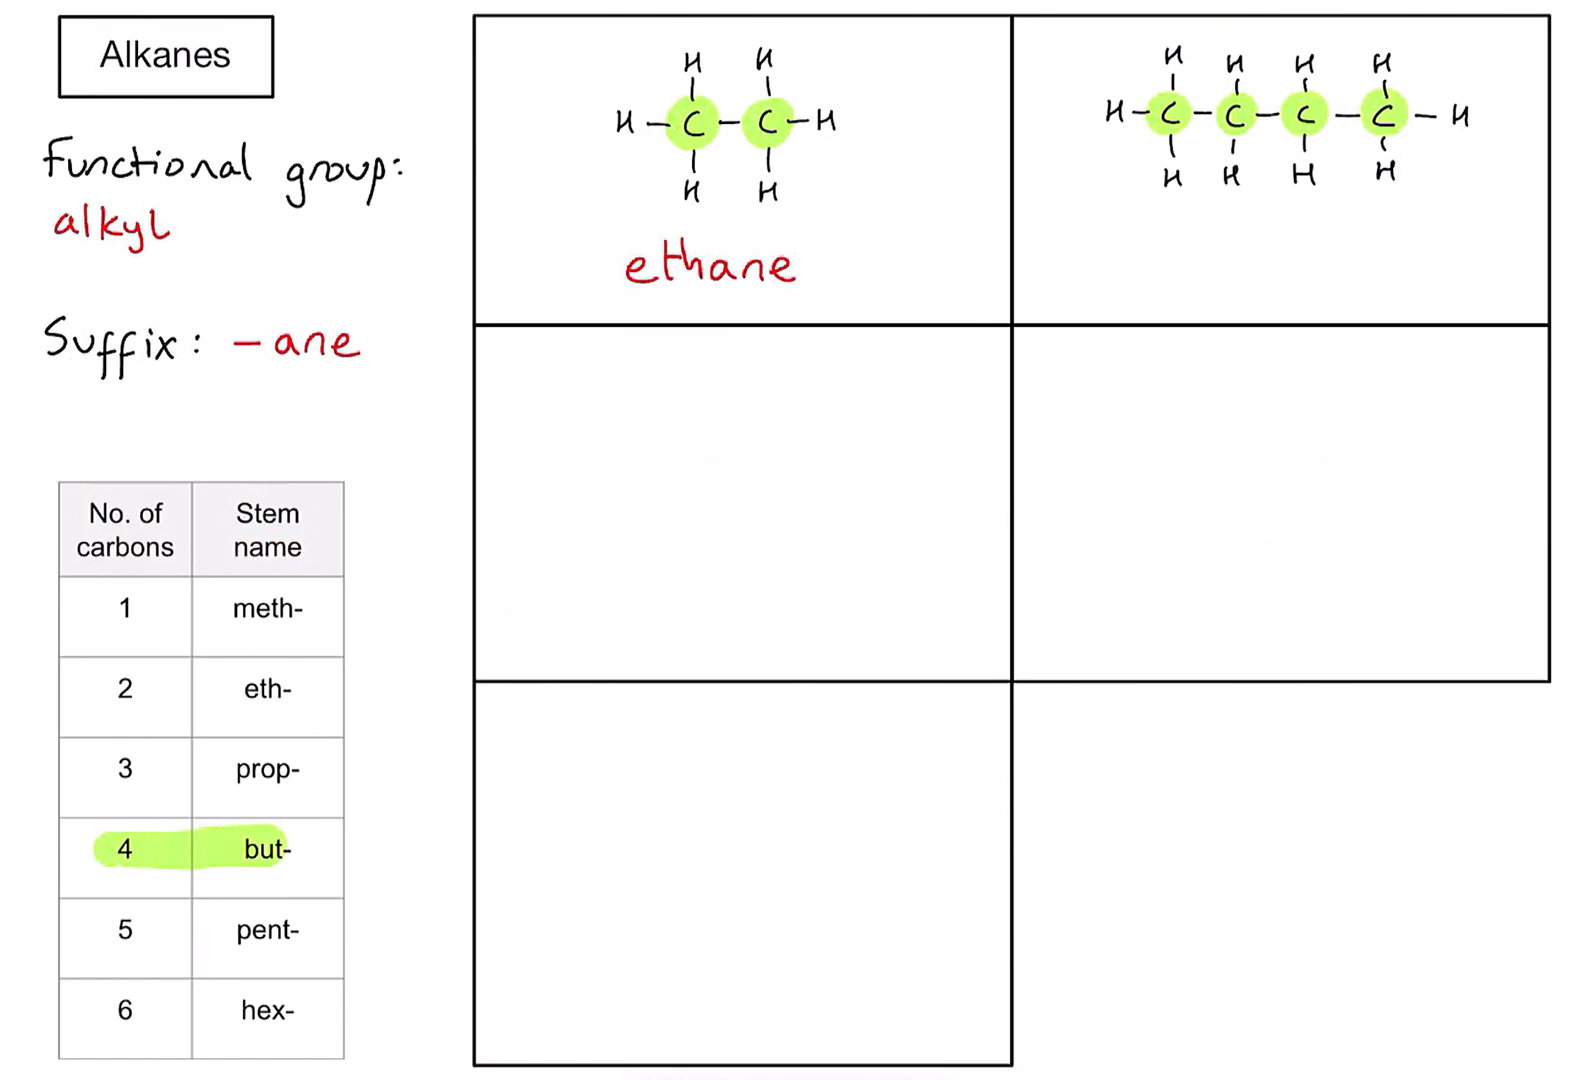 Alkanes
Functional group:
alkyl
Suffix: - ane
No. of carbons Stem name
1 meth-
2 eth-
3 prop-
4 but-
5 pent-
6 hex-
H H
H - C - C - H
H H
ethane
H H H H
H - C - C - C - C - H
H H H H